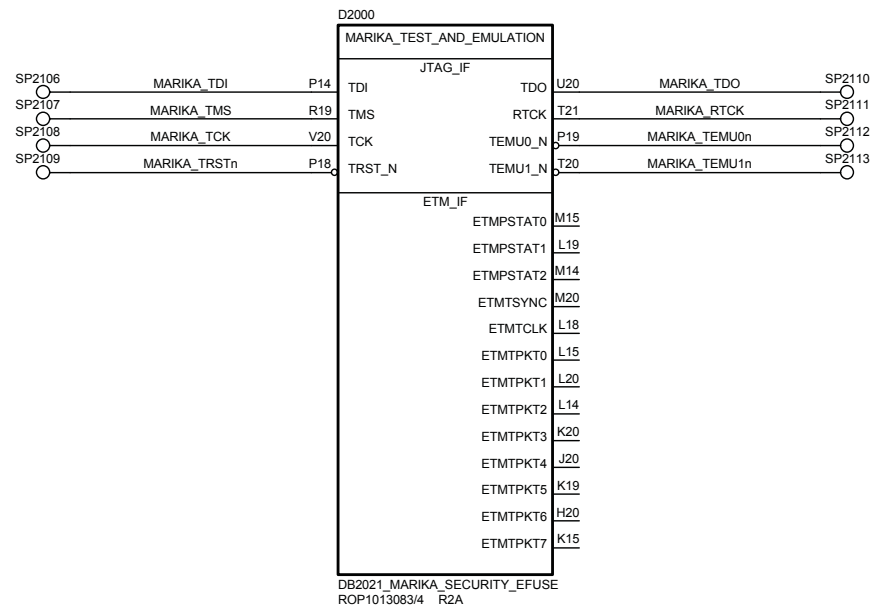 D2000
MARIKA_TEST_AND_EMULATION
JTAG_IF
SP2106 MARIKA_TDI P14 TDI TDO U20 MARIKA_TDO SP2110
SP2107 MARIKA_TMS R19 TMS RTCK T21 MARIKA_RTCK SP2111
SP2108 MARIKA_TCK V20 TCK TEMU0_N P19 MARIKA_TEMU0n SP2112
SP2109 MARIKA_TRSTn P18 TRST_N TEMU1_N T20 MARIKA_TEMU1n SP2113
ETM_IF
ETMPSTAT0 M15
ETMPSTAT1 L19
ETMPSTAT2 M14
ETMTSYNC M20
ETMTCLK L18
ETMTPKT0 L15
ETMTPKT1 L20
ETMTPKT2 L14
ETMTPKT3 K20
ETMTPKT4 J20
ETMTPKT5 K19
ETMTPKT6 H20
ETMTPKT7 K15
DB2021_MARIKA_SECURITY_EFUSE
ROP1013083/4 R2A